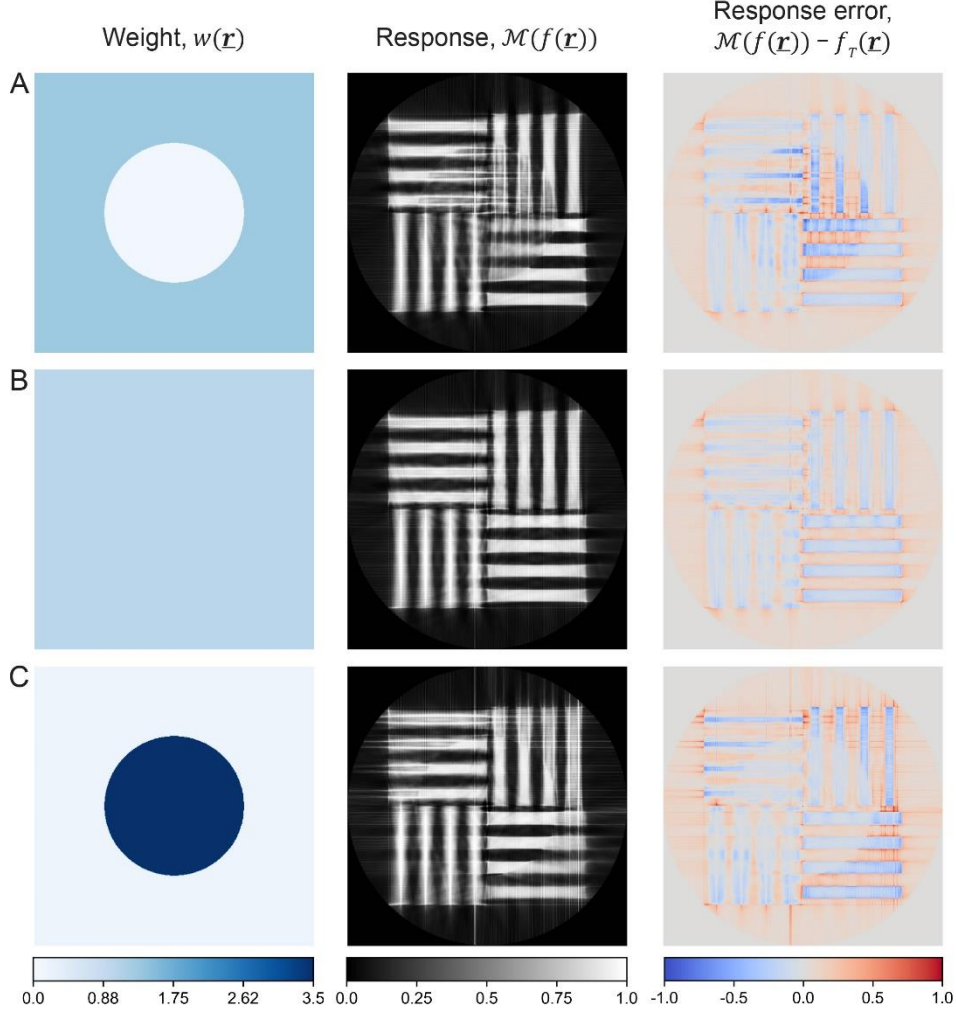 Weight, w(r)
Response, ℳ(f(r))
Response error,
ℳ(f(r)) – f_T(r)
A
B
C
0.0 0.88 1.75 2.62 3.5
0.0 0.25 0.5 0.75 1.0
-1.0 -0.5 0.0 0.5 1.0